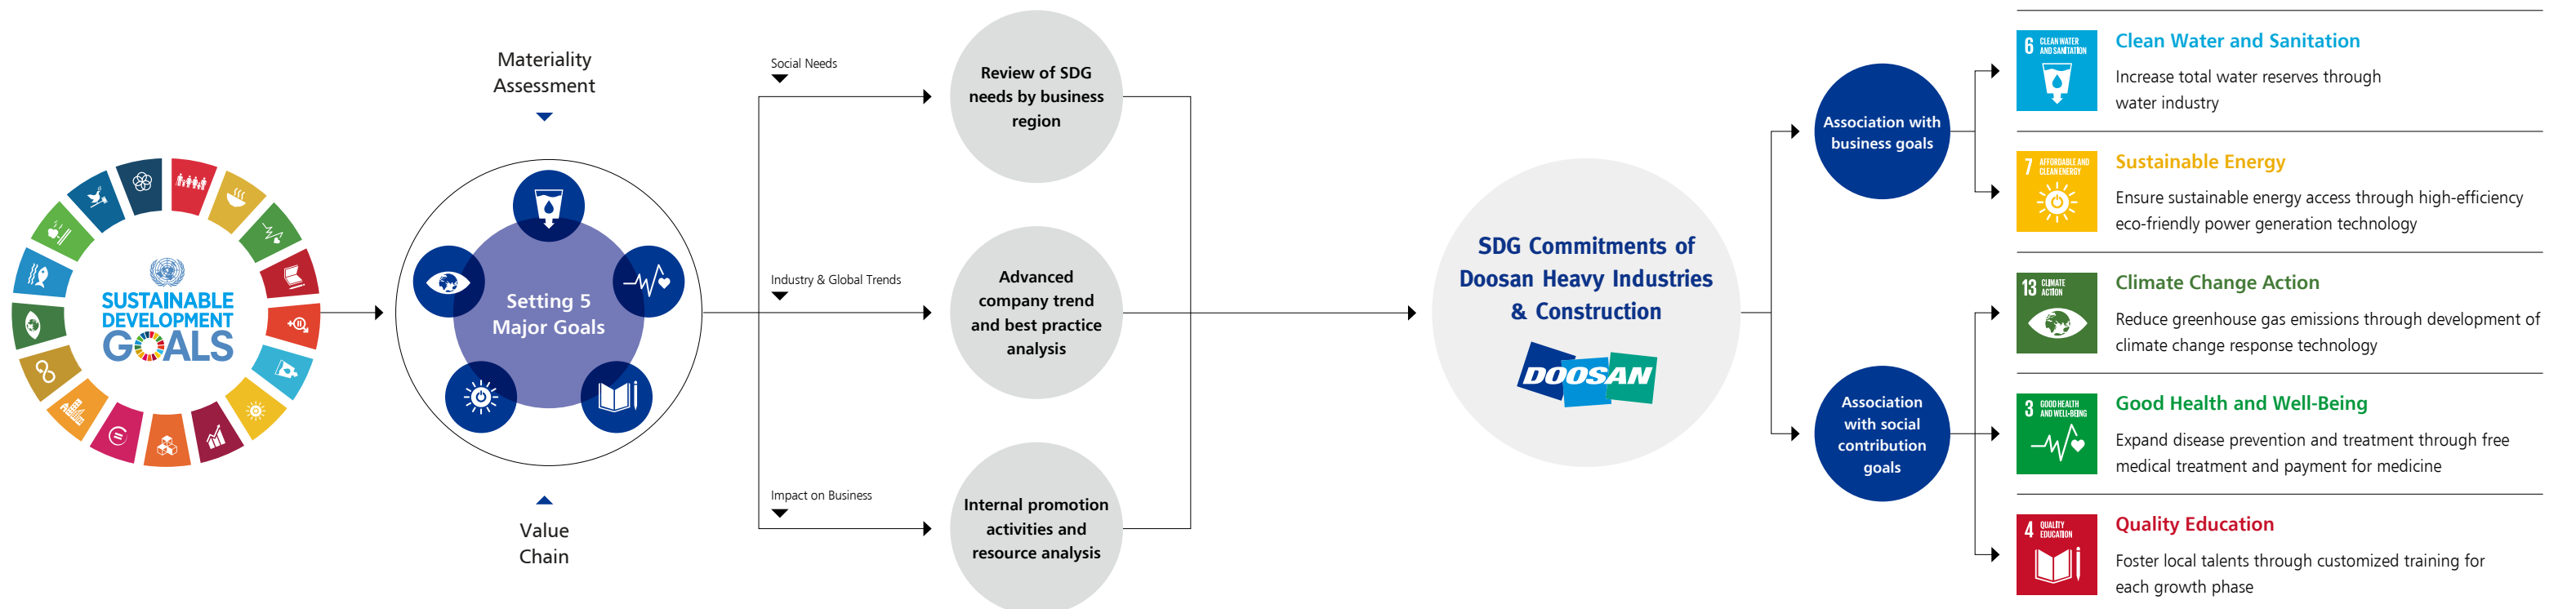 SUSTAINABLE
DEVELOPMENT
GOALS
Materiality
Assessment
Setting 5
Major Goals
Value
Chain
Social Needs
Review of SDG
needs by business
region
Industry & Global Trends
Advanced
company trend
and best practice
analysis
Impact on Business
Internal promotion
activities and
resource analysis
SDG Commitments of
Doosan Heavy Industries
& Construction
DOOSAN
Association with
business goals
Association
with social
contribution
goals
6 CLEAN WATER
AND SANITATION
Clean Water and Sanitation
Increase total water reserves through
water industry
7 AFFORDABLE AND
CLEAN ENERGY
Sustainable Energy
Ensure sustainable energy access through high-efficiency
eco-friendly power generation technology
13 CLIMATE
ACTION
Climate Change Action
Reduce greenhouse gas emissions through development of
climate change response technology
3 GOOD HEALTH
AND WELL-BEING
Good Health and Well-Being
Expand disease prevention and treatment through free
medical treatment and payment for medicine
4 QUALITY
EDUCATION
Quality Education
Foster local talents through customized training for
each growth phase